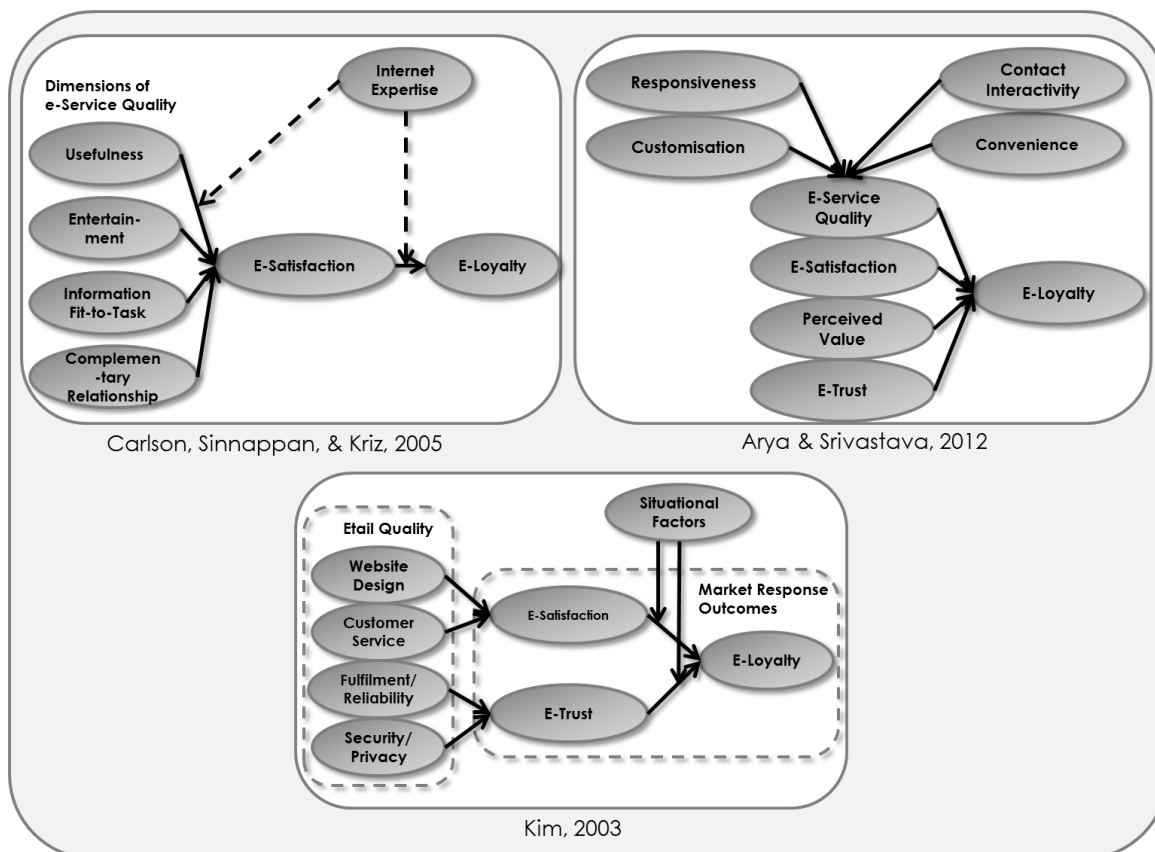 Dimensions of
e-Service Quality
Internet
Expertise
Usefulness
Entertain-
ment
Information
Fit-to-Task
Complemen
-tary
Relationship
E-Satisfaction
E-Loyalty
Carlson, Sinnappan, & Kriz, 2005
Responsiveness
Customisation
Contact
Interactivity
Convenience
E-Service
Quality
E-Satisfaction
Perceived
Value
E-Trust
E-Loyalty
Arya & Srivastava, 2012
Etail Quality
Website
Design
Customer
Service
Fulfilment/
Reliability
Security/
Privacy
Situational
Factors
E-Satisfaction
E-Trust
Market Response
Outcomes
E-Loyalty
Kim, 2003